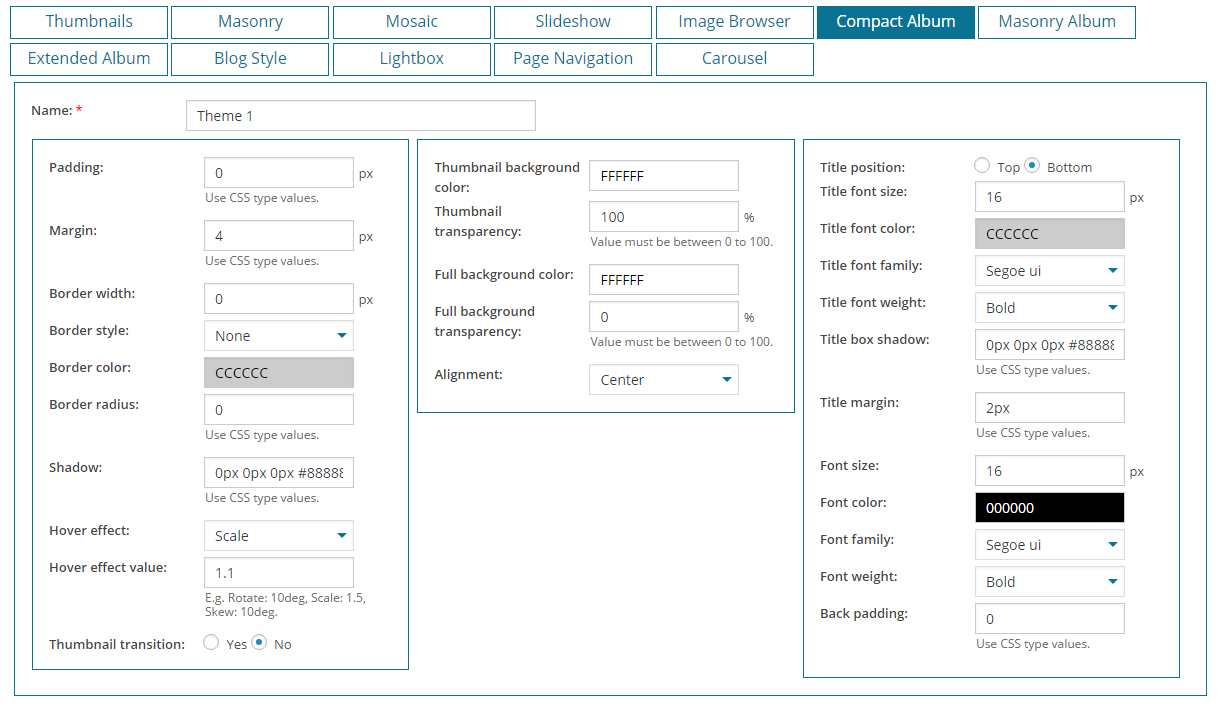 Thumbnails Masonry Mosaic Slideshow Image Browser Compact Album Masonry Album
Extended Album Blog Style Lightbox Page Navigation Carousel
Name: * Theme 1
Padding: 0 px
Use CSS type values.
Margin: 4 px
Use CSS type values.
Border width: 0 px
Border style: None
Border color: CCCCCC
Border radius: 0
Use CSS type values.
Shadow: 0px 0px 0px #88888
Use CSS type values.
Hover effect: Scale
Hover effect value: 1.1
E.g. Rotate: 10deg, Scale: 1.5,
Skew: 10deg.
Thumbnail transition: Yes No
Thumbnail background
color: FFFFFF
Thumbnail
transparency: 100 %
Value must be between 0 to 100.
Full background color: FFFFFF
Full background
transparency: 0 %
Value must be between 0 to 100.
Alignment: Center
Title position: Top Bottom
Title font size: 16 px
Title font color: CCCCCC
Title font family: Segoe ui
Title font weight: Bold
Title box shadow: 0px 0px 0px #88888
Use CSS type values.
Title margin: 2px
Use CSS type values.
Font size: 16 px
Font color: 000000
Font family: Segoe ui
Font weight: Bold
Back padding: 0
Use CSS type values.